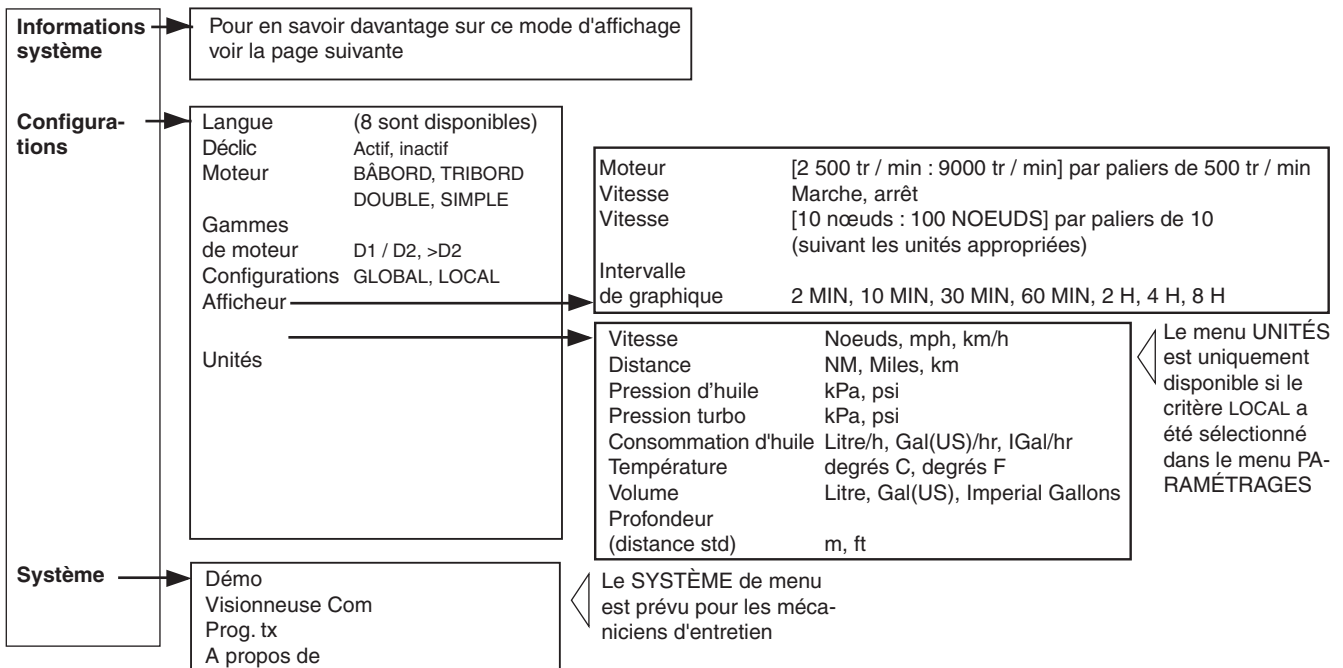 Informations
système
Pour en savoir davantage sur ce mode d'affichage
voir la page suivante
Configura-
tions
Langue (8 sont disponibles)
Déclic Actif, inactif
Moteur BÂBORD, TRIBORD
DOUBLE, SIMPLE
Gammes
de moteur D1 / D2, >D2
Configurations GLOBAL, LOCAL
Afficheur
Unités
Moteur [2 500 tr / min : 9000 tr / min] par paliers de 500 tr / min
Vitesse Marche, arrêt
Vitesse [10 nœuds : 100 NOEUDS] par paliers de 10
(suivant les unités appropriées)
Intervalle
de graphique 2 MIN, 10 MIN, 30 MIN, 60 MIN, 2 H, 4 H, 8 H
Vitesse Noeuds, mph, km/h
Distance NM, Miles, km
Pression d’huile kPa, psi
Pression turbo kPa, psi
Consommation d'huile Litre/h, Gal(US)/hr, IGal/hr
Température degrés C, degrés F
Volume Litre, Gal(US), Imperial Gallons
Profondeur
(distance std) m, ft
Le menu UNITÉS
est uniquement
disponible si le
critère LOCAL a
été sélectionné
dans le menu PA-
RAMÉTRAGES
Système
Démo
Visionneuse Com
Prog. tx
A propos de
Le SYSTÈME de menu
est prévu pour les méca-
niciens d'entretien